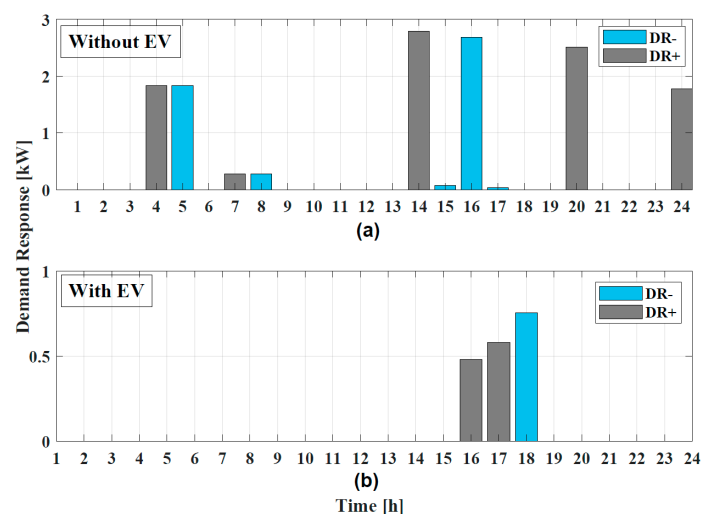 3
Without EV
DR-
DR+
2
1
0
1 2 3 4 5 6 7 8 9 10 11 12 13 14 15 16 17 18 19 20 21 22 23 24
(a)
Demand Response [kW]
1
With EV
DR-
DR+
0.5
0
1 2 3 4 5 6 7 8 9 10 11 12 13 14 15 16 17 18 19 20 21 22 23 24
(b)
Time [h]